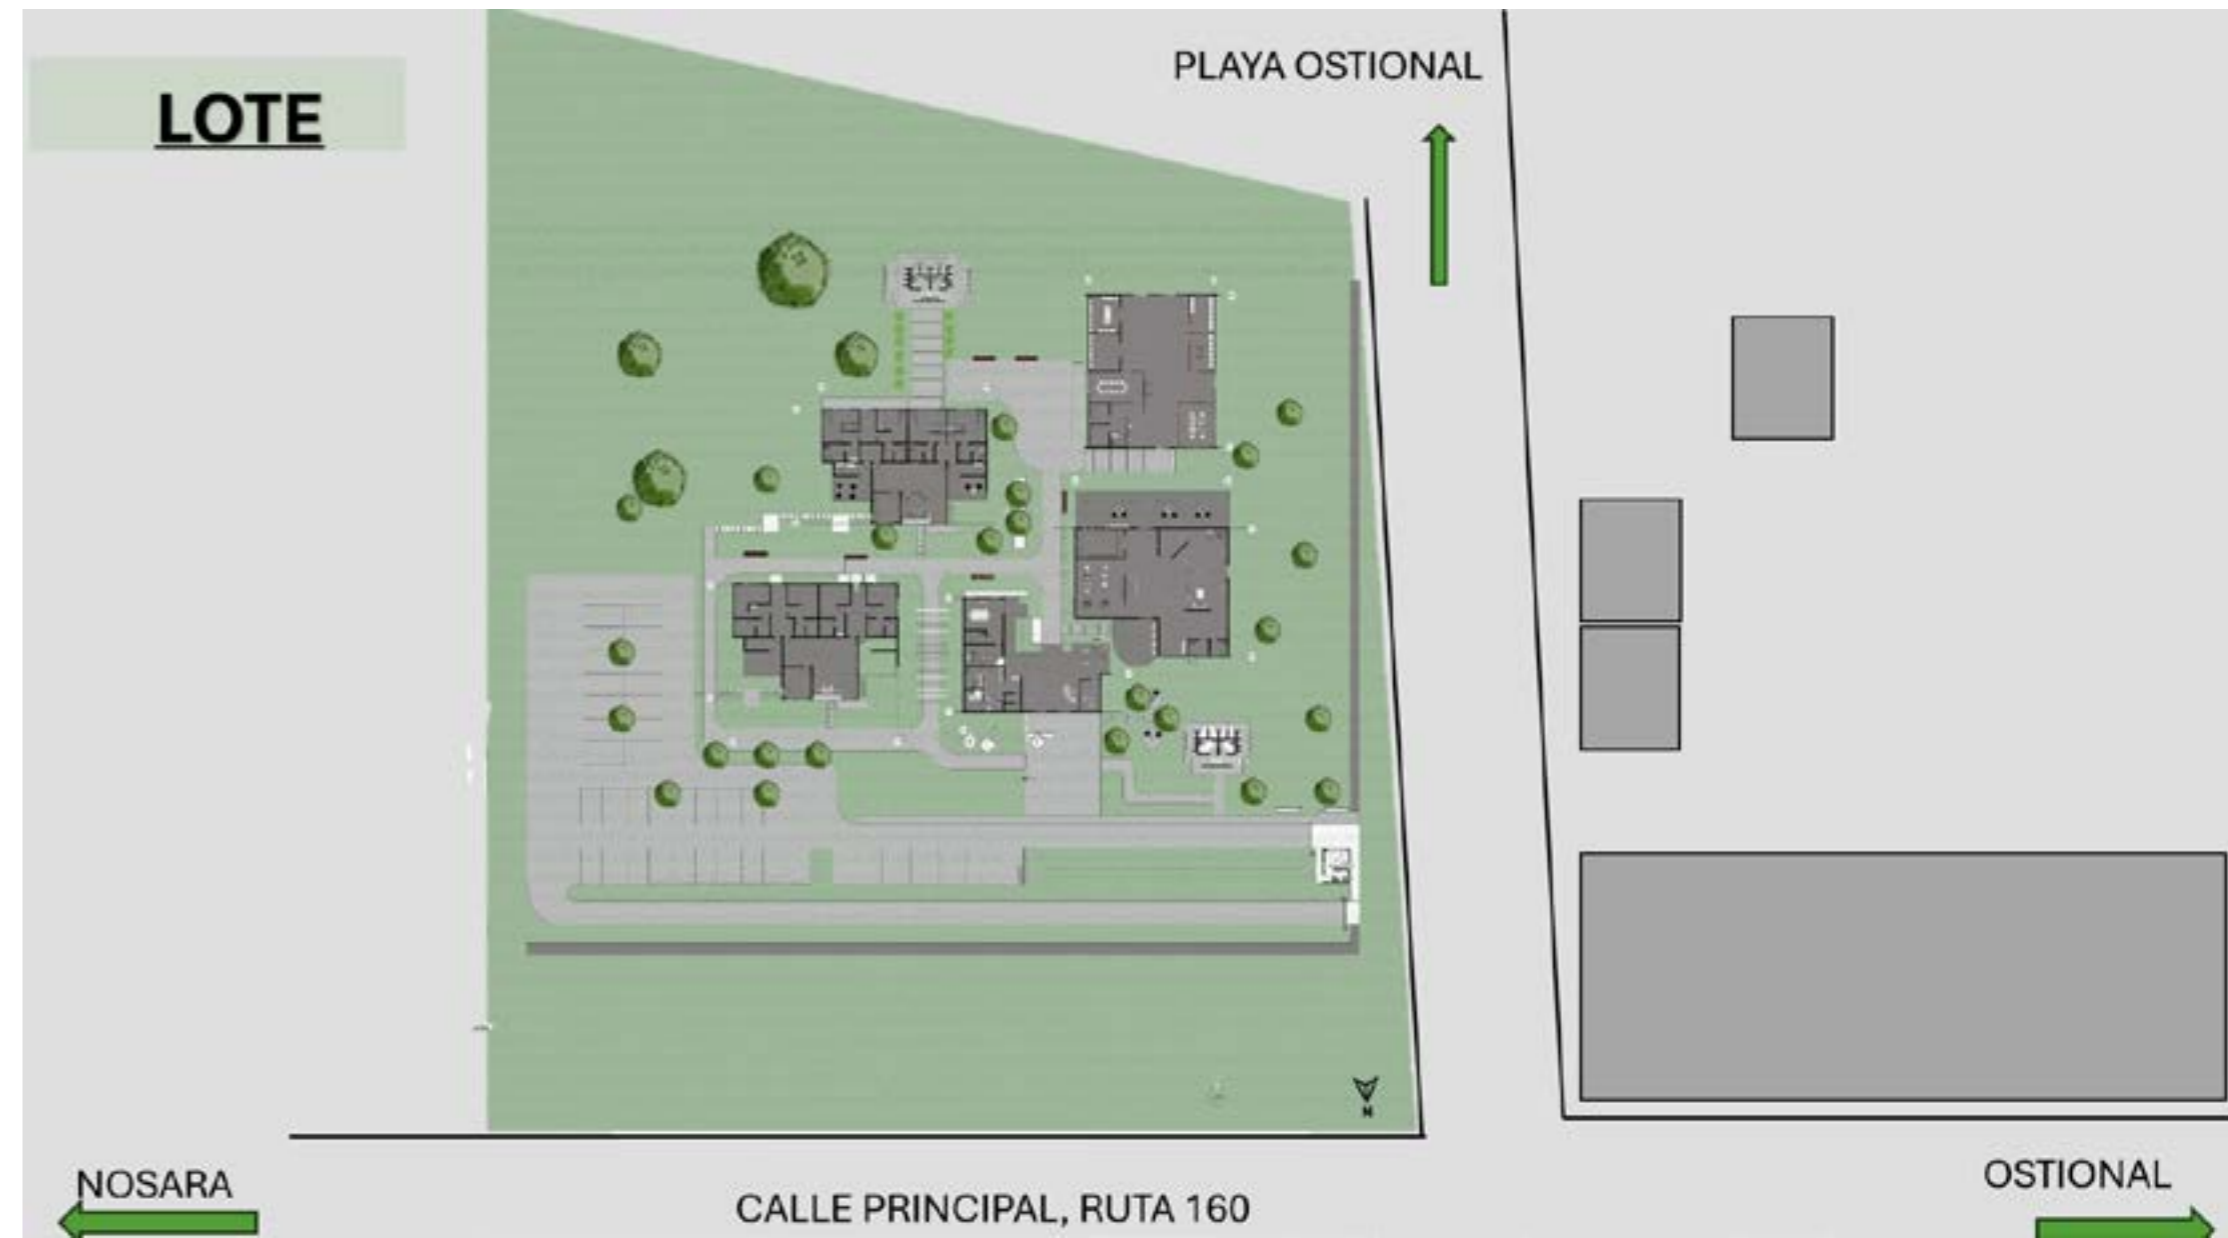 LOTE
PLAYA OSTIONAL
N
NOSARA
CALLE PRINCIPAL, RUTA 160
OSTIONAL